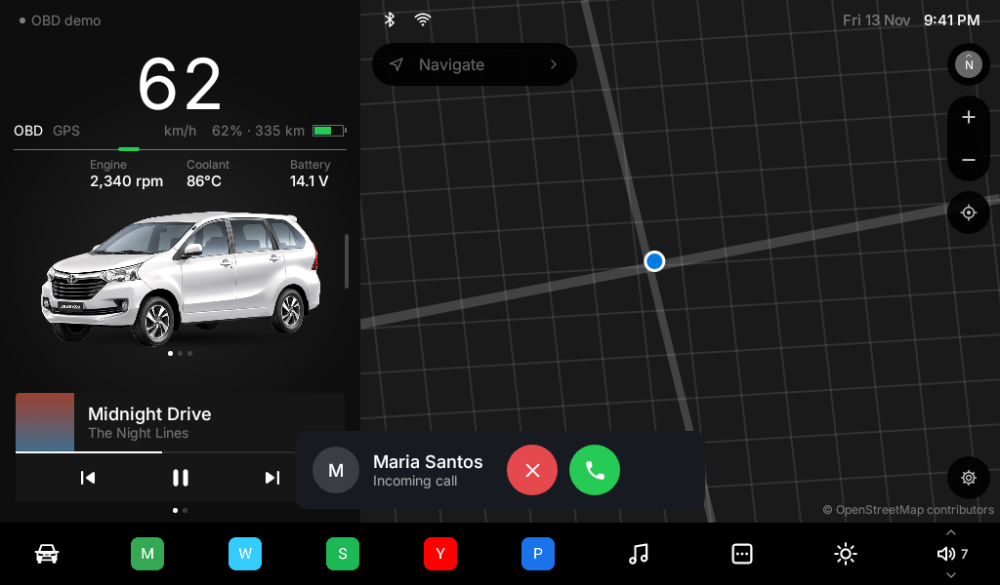 OBD demo
Fri 13 Nov 9:41 PM
Navigate
N
62
OBD GPS km/h 62% · 335 km
Engine Coolant Battery
2,340 rpm 86°C 14.1 V
Midnight Drive
The Night Lines
M
Maria Santos
Incoming call
© OpenStreetMap contributors
M W S Y P 7